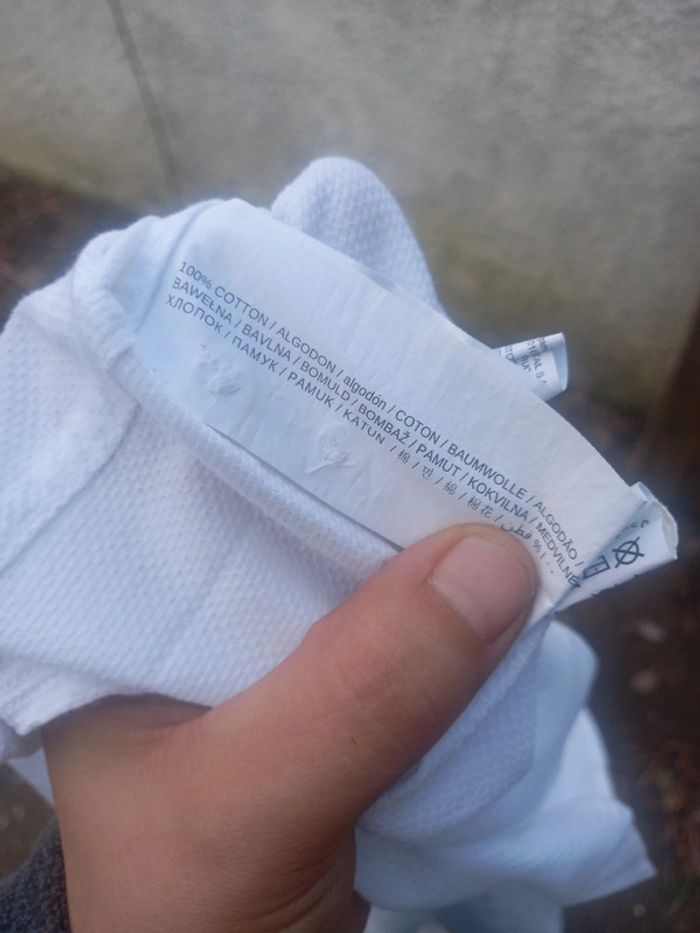 100% COTTON / ALGODON / algodón / COTON / BAUMWOLLE / ALGODÃO /
BAWEŁNA / BAVLNA / BOMULD / BOMBAŽ / PAMUT / KOKVILNA / MEDVILNĖ
ХЛОПОК / ПАМУК / PAMUK / KATUN / 棉 / 면 / 綿 / 棉花 / قطن %١٠٠